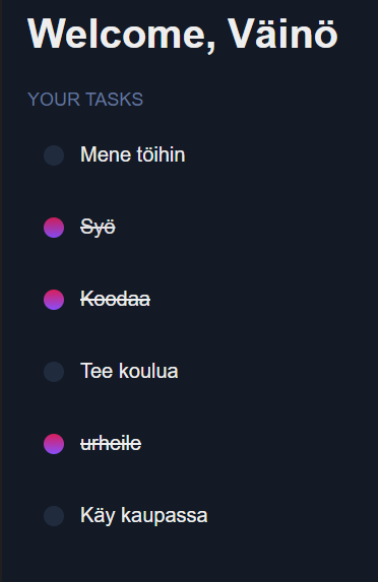 Welcome, Väinö
YOUR TASKS
Mene töihin
Syö
Koodaa
Tee koulua
urheile
Käy kaupassa